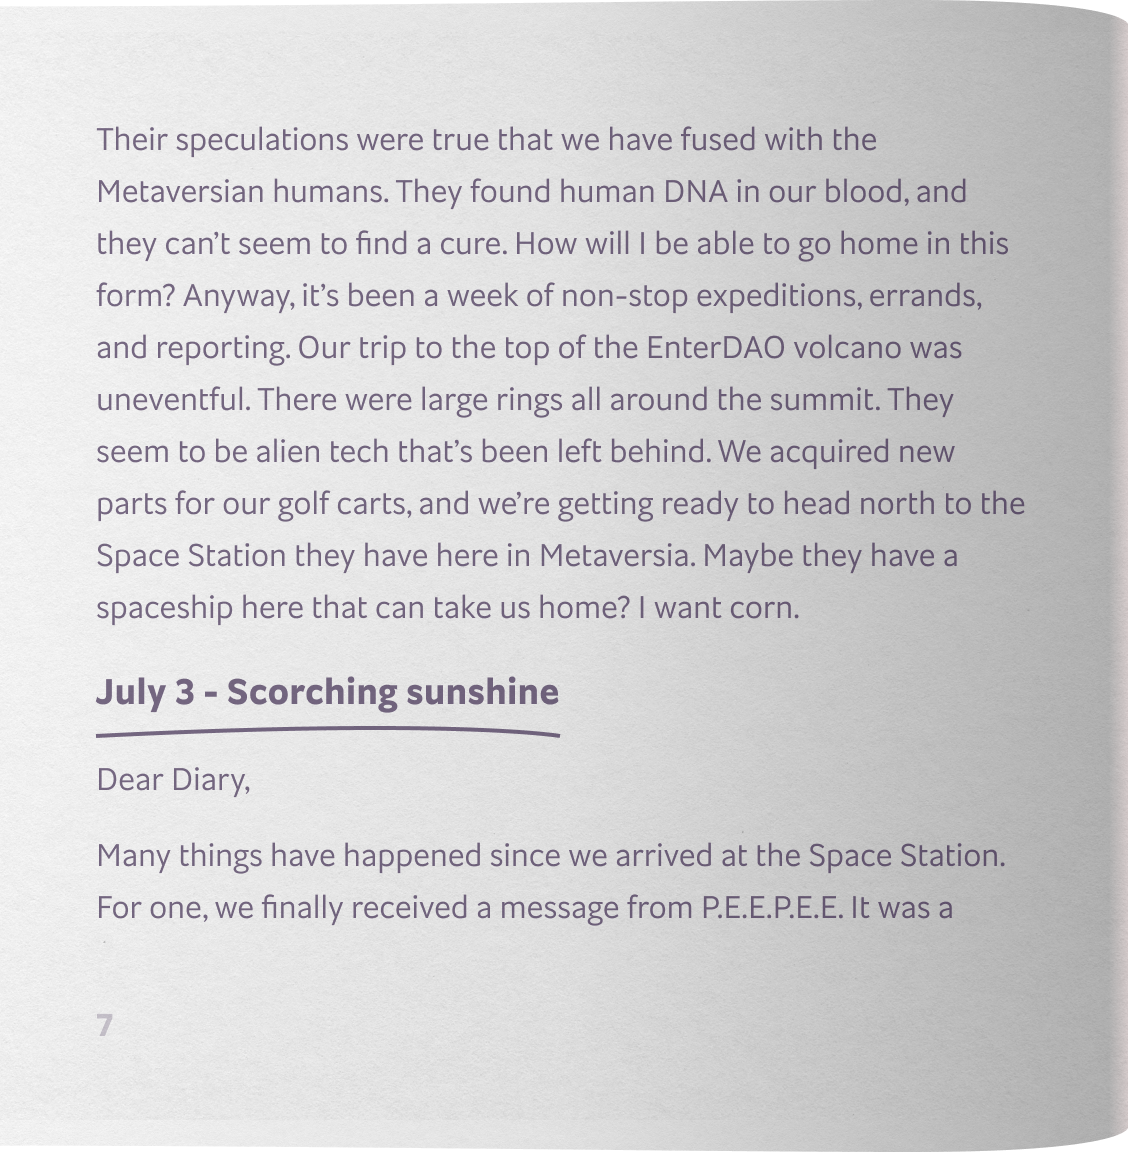 Their speculations were true that we have fused with the
Metaversian humans. They found human DNA in our blood, and
they can’t seem to find a cure. How will I be able to go home in this
form? Anyway, it’s been a week of non-stop expeditions, errands,
and reporting. Our trip to the top of the EnterDAO volcano was
uneventful. There were large rings all around the summit. They
seem to be alien tech that’s been left behind. We acquired new
parts for our golf carts, and we’re getting ready to head north to the
Space Station they have here in Metaversia. Maybe they have a
spaceship here that can take us home? I want corn.
July 3 - Scorching sunshine
Dear Diary,
Many things have happened since we arrived at the Space Station.
For one, we finally received a message from P.E.E.P.E.E. It was a
7